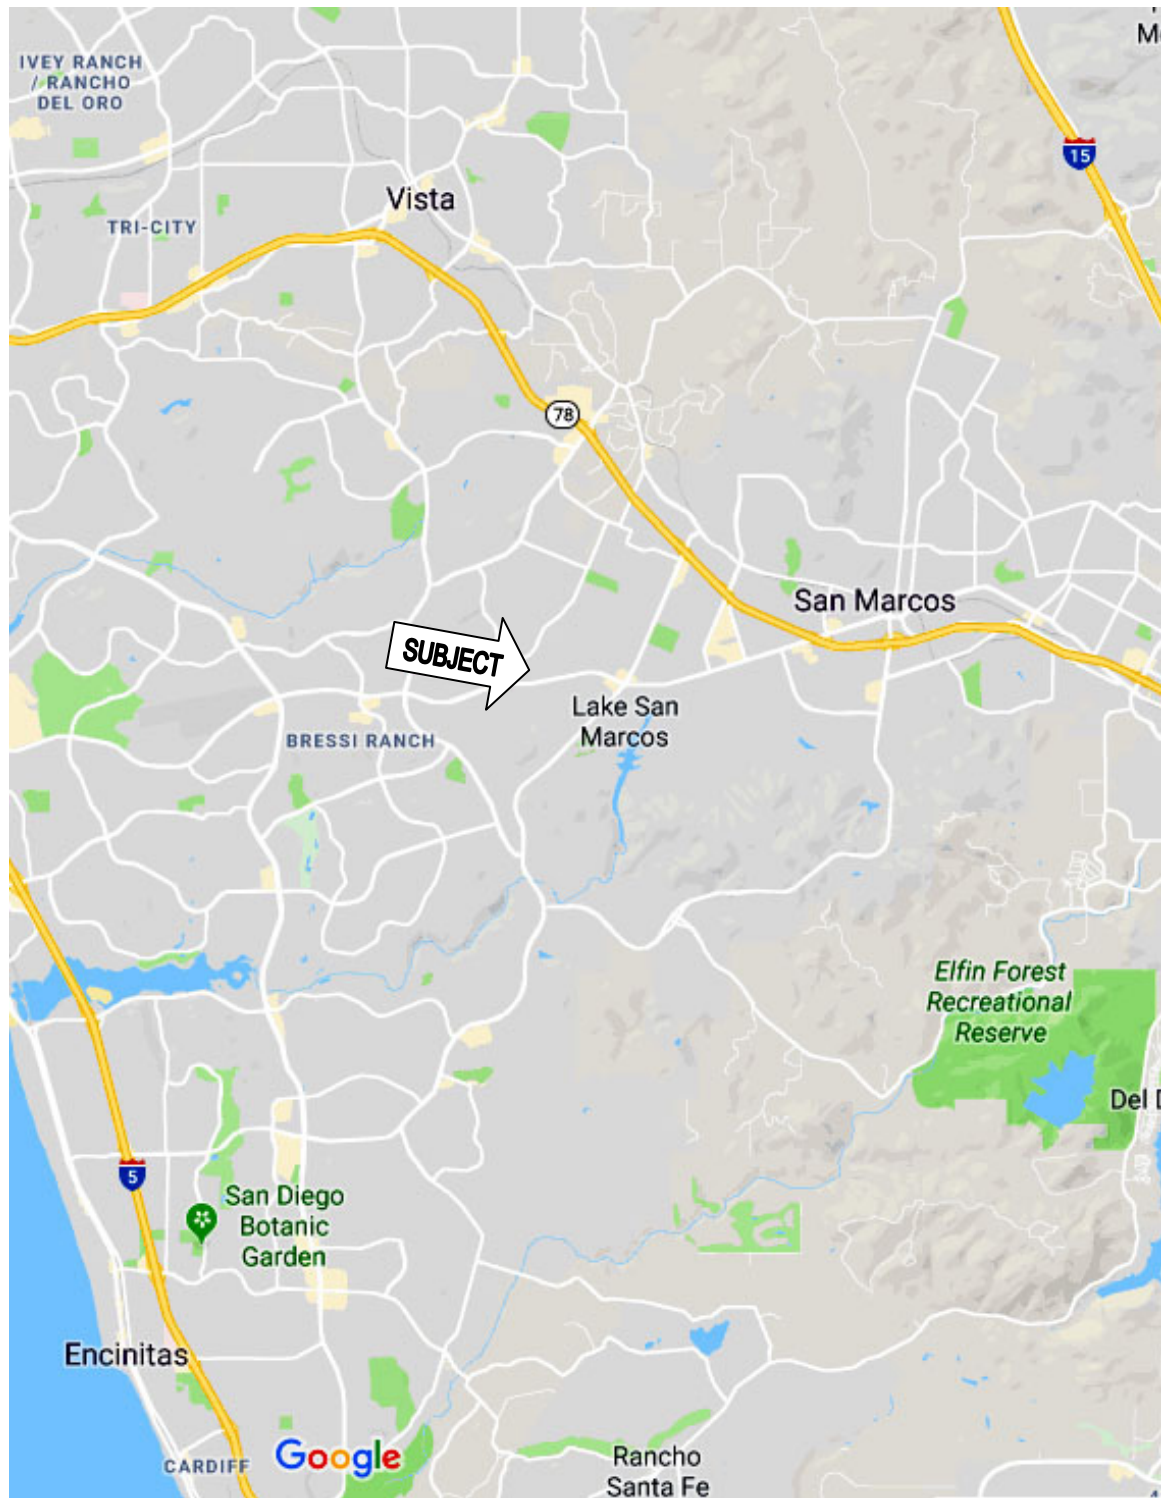 IVEY RANCH
/ RANCHO
DEL ORO
15
Vista
TRI-CITY
78
San Marcos
SUBJECT
Lake San
Marcos
BRESSI RANCH
Elfin Forest
Recreational
Reserve
5
San Diego
Botanic
Garden
Encinitas
Google
CARDIFF
Rancho
Santa Fe